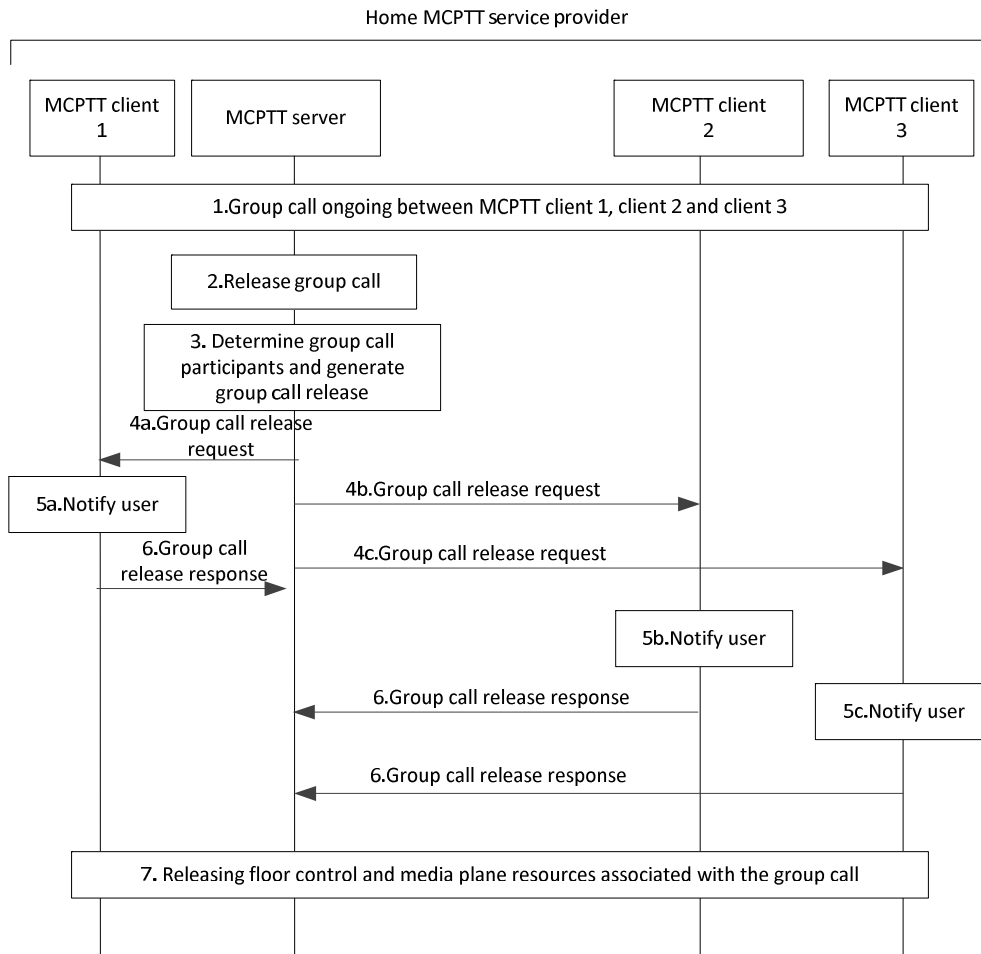 Home MCPTT service provider
MCPTT client
1
MCPTT server
MCPTT client
2
MCPTT client
3
1.Group call ongoing between MCPTT client 1, client 2 and client 3
2.Release group call
3. Determine group call
participants and generate
group call release
4a.Group call release
request
4b.Group call release request
5a.Notify user
6.Group call
release response
4c.Group call release request
5b.Notify user
6.Group call release response
5c.Notify user
6.Group call release response
7. Releasing floor control and media plane resources associated with the group call